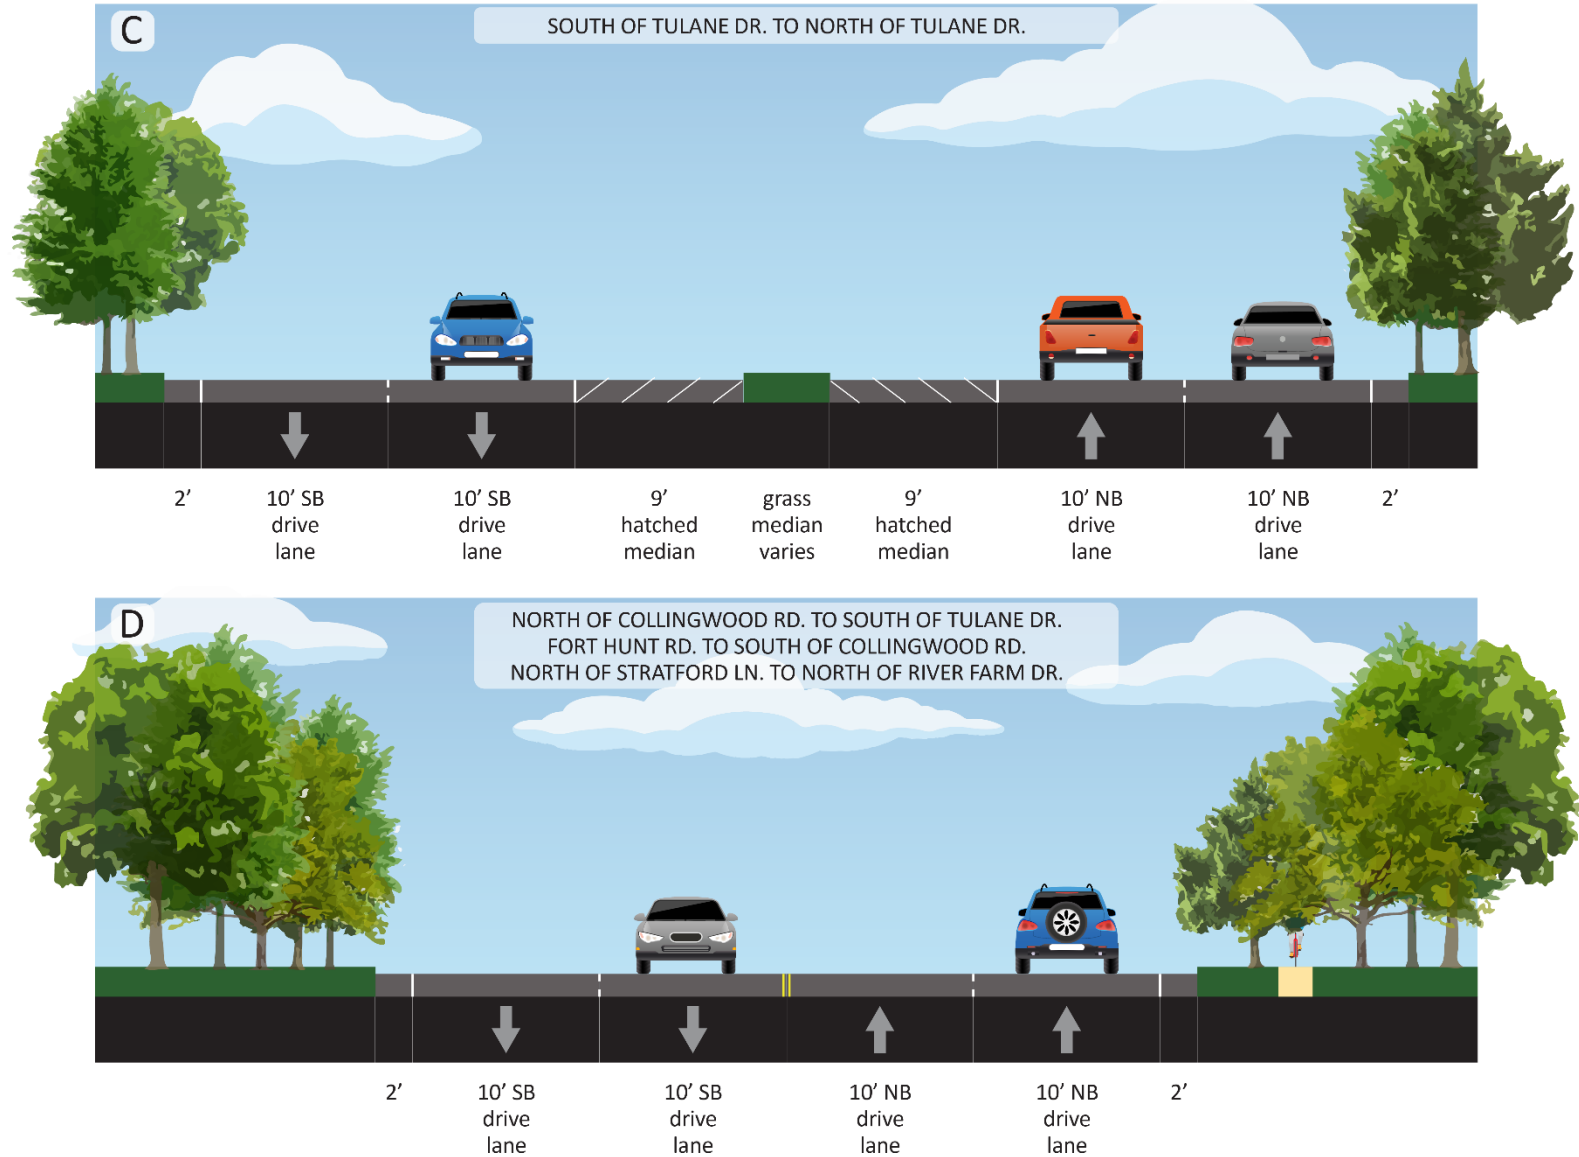 C
SOUTH OF TULANE DR. TO NORTH OF TULANE DR.
2’
10’ SB
drive
lane
10’ SB
drive
lane
9’
hatched
median
grass
median
varies
9’
hatched
median
10’ NB
drive
lane
10’ NB
drive
lane
2’
D
NORTH OF COLLINGWOOD RD. TO SOUTH OF TULANE DR.
FORT HUNT RD. TO SOUTH OF COLLINGWOOD RD.
NORTH OF STRATFORD LN. TO NORTH OF RIVER FARM DR.
2’
10’ SB
drive
lane
10’ SB
drive
lane
10’ NB
drive
lane
10’ NB
drive
lane
2’